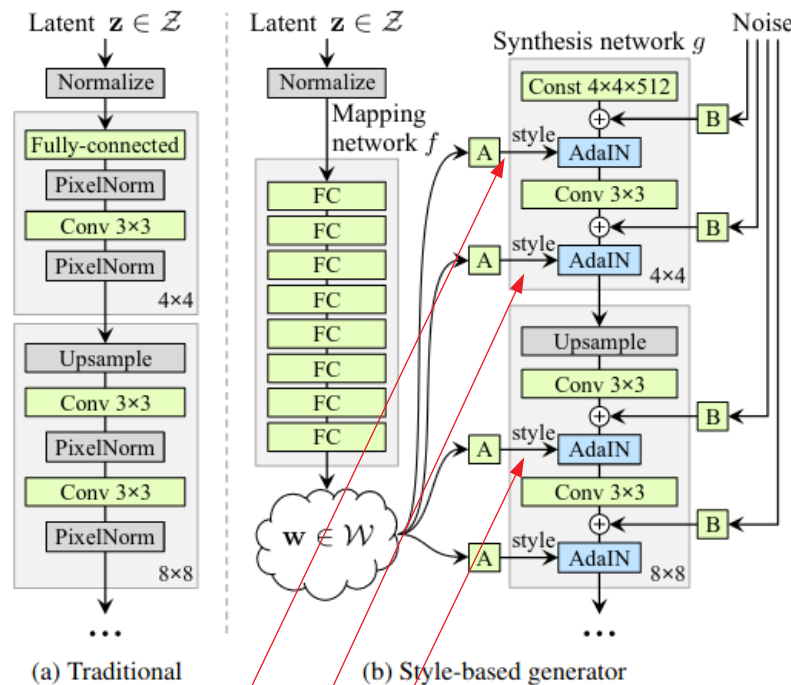 Latent z ∈ Z
Normalize
Fully-connected
PixelNorm
Conv 3×3
PixelNorm
4×4
Upsample
Conv 3×3
PixelNorm
Conv 3×3
PixelNorm
8×8
...
(a) Traditional
Latent z ∈ Z
Normalize
Mapping
network f
FC
FC
FC
FC
FC
FC
FC
FC
w ∈ W
A
style
A
style
A
style
A
style
Synthesis network g
Const 4×4×512
AdaIN
Conv 3×3
AdaIN
4×4
Upsample
Conv 3×3
AdaIN
Conv 3×3
AdaIN
8×8
...
Noise
B
B
B
B
(b) Style-based generator